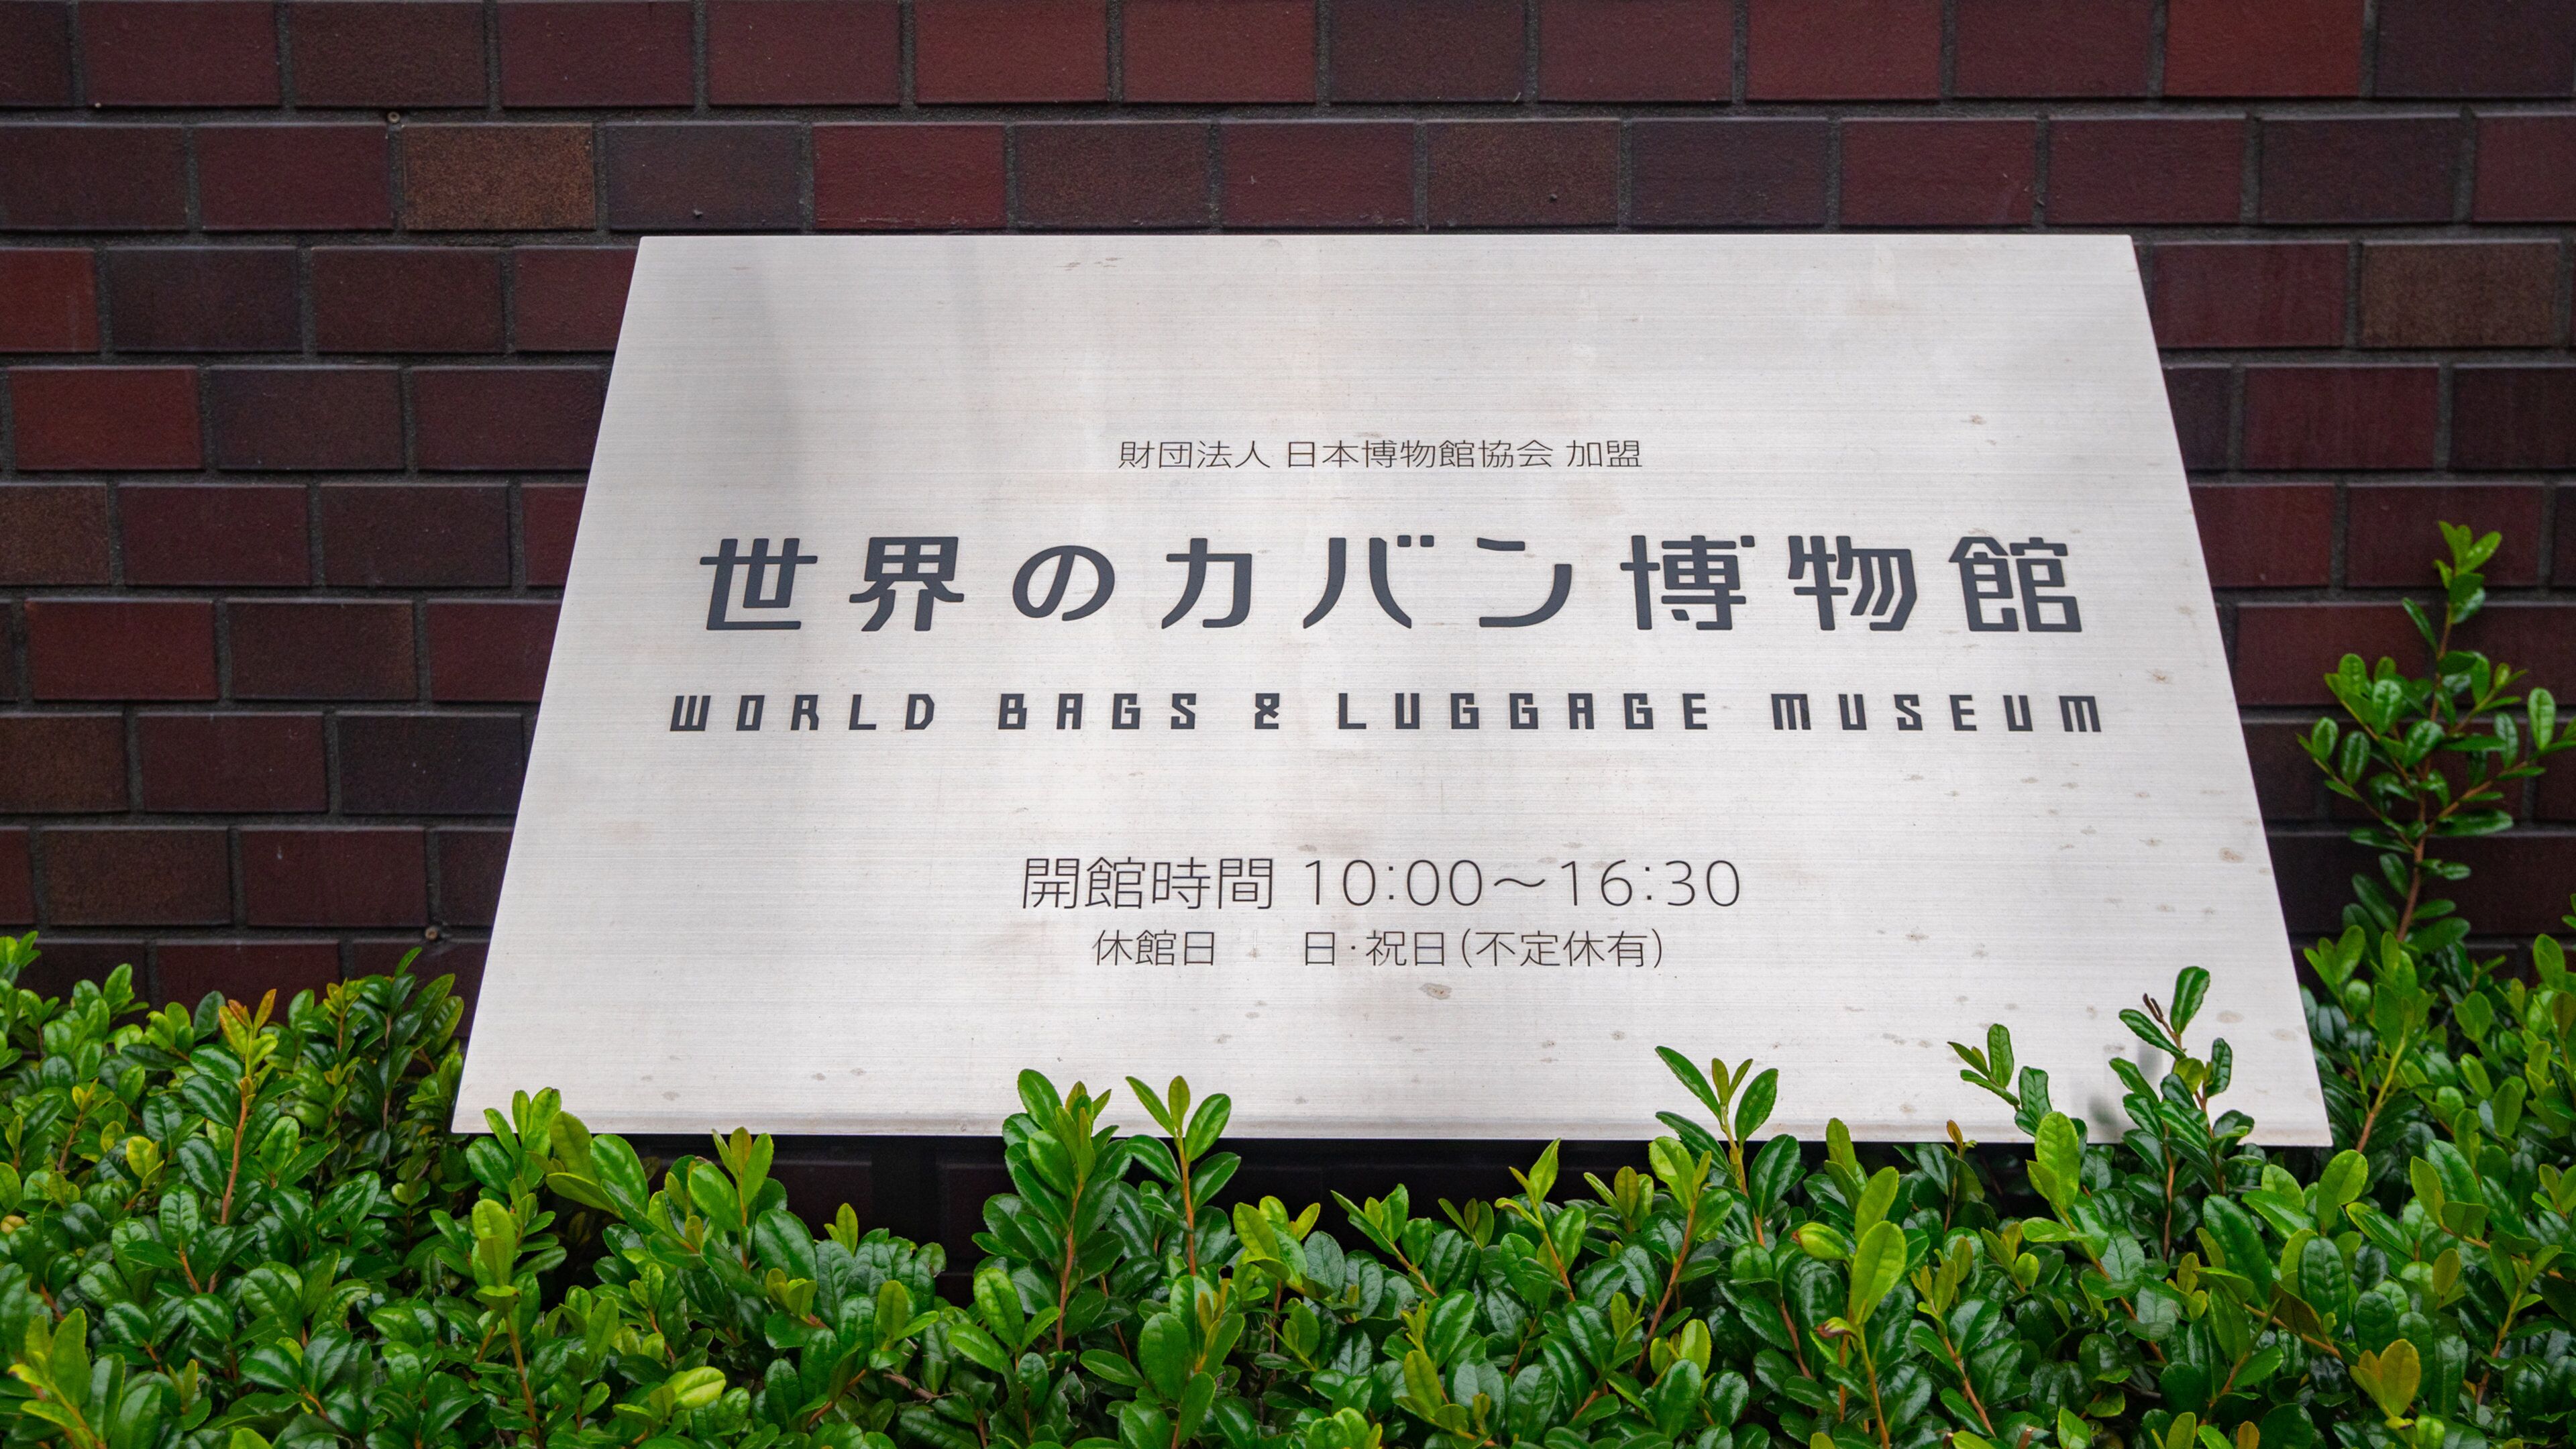 財団法人 日本博物館協会 加盟
世界のカバン博物館
WORLD BAGS & LUGGAGE MUSEUM
開館時間 10:00～16:30
休館日 日·祝日(不定休有)